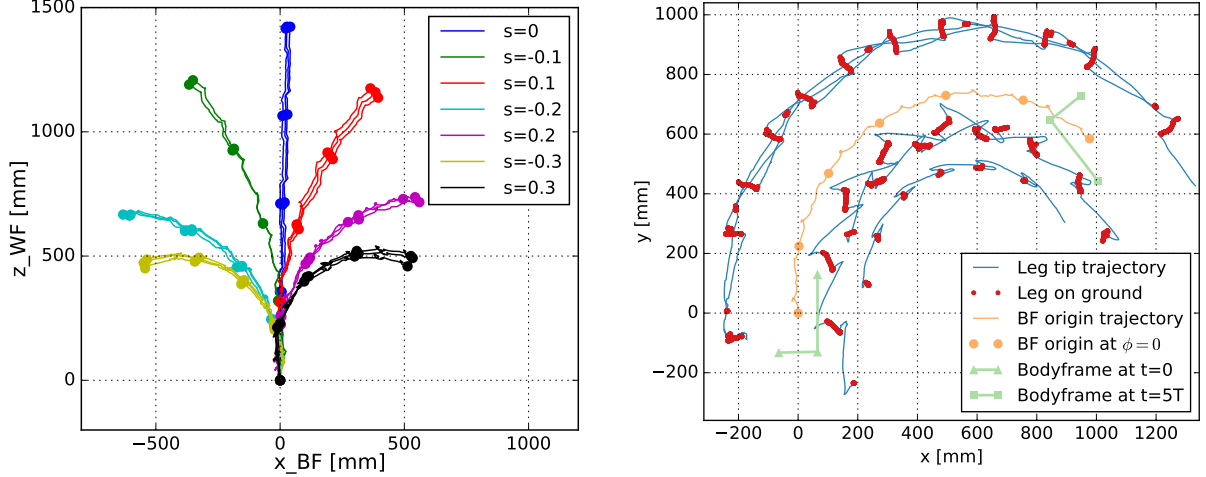 1500
1000
500
0
z_WF [mm]
−500
0
500
1000
x_BF [mm]
s=0
s=-0.1
s=0.1
s=-0.2
s=0.2
s=-0.3
s=0.3
1000
800
600
400
200
0
−200
y [mm]
−200
0
200
400
600
800
1000
1200
x [mm]
Leg tip trajectory
Leg on ground
BF origin trajectory
BF origin at ϕ=0
Bodyframe at t=0
Bodyframe at t=5T